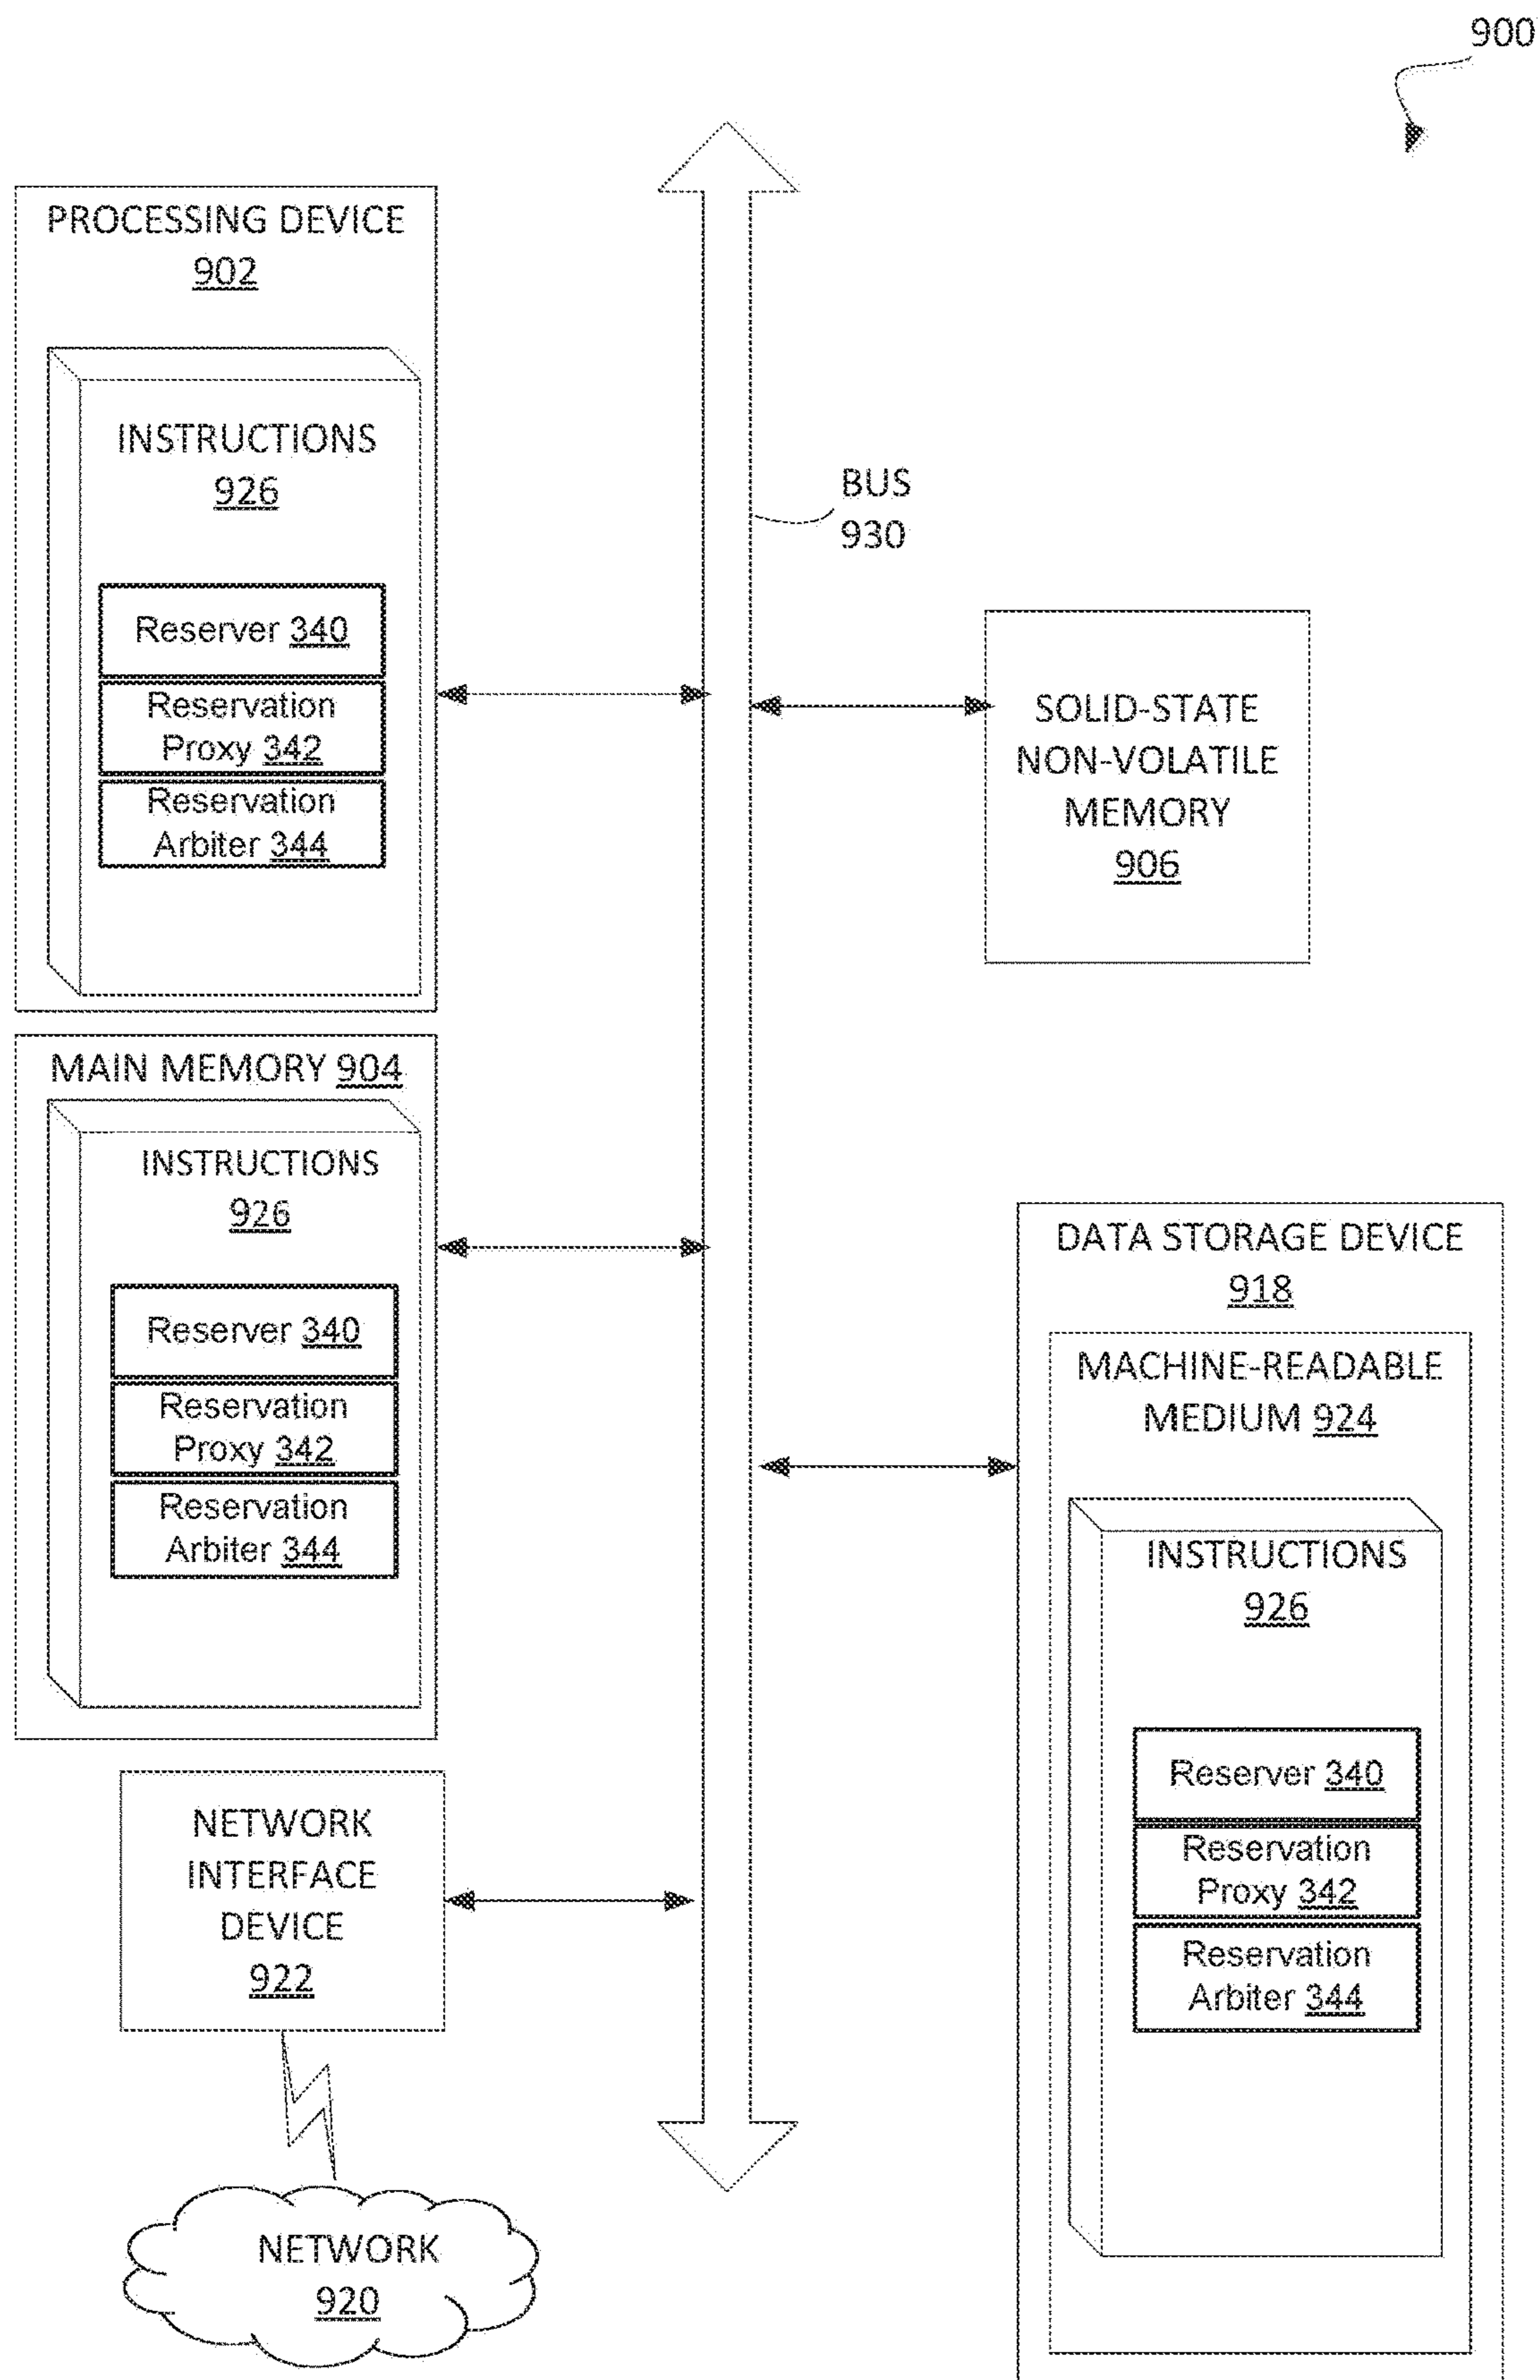 900
PROCESSING DEVICE
902
INSTRUCTIONS
926
Reserver 340
Reservation
Proxy 342
Reservation
Arbiter 344
BUS
930
SOLID-STATE
NON-VOLATILE
MEMORY
906
MAIN MEMORY 904
INSTRUCTIONS
926
Reserver 340
Reservation
Proxy 342
Reservation
Arbiter 344
DATA STORAGE DEVICE
918
MACHINE-READABLE
MEDIUM 924
INSTRUCTIONS
926
Reserver 340
Reservation
Proxy 342
Reservation
Arbiter 344
NETWORK
INTERFACE
DEVICE
922
NETWORK
920